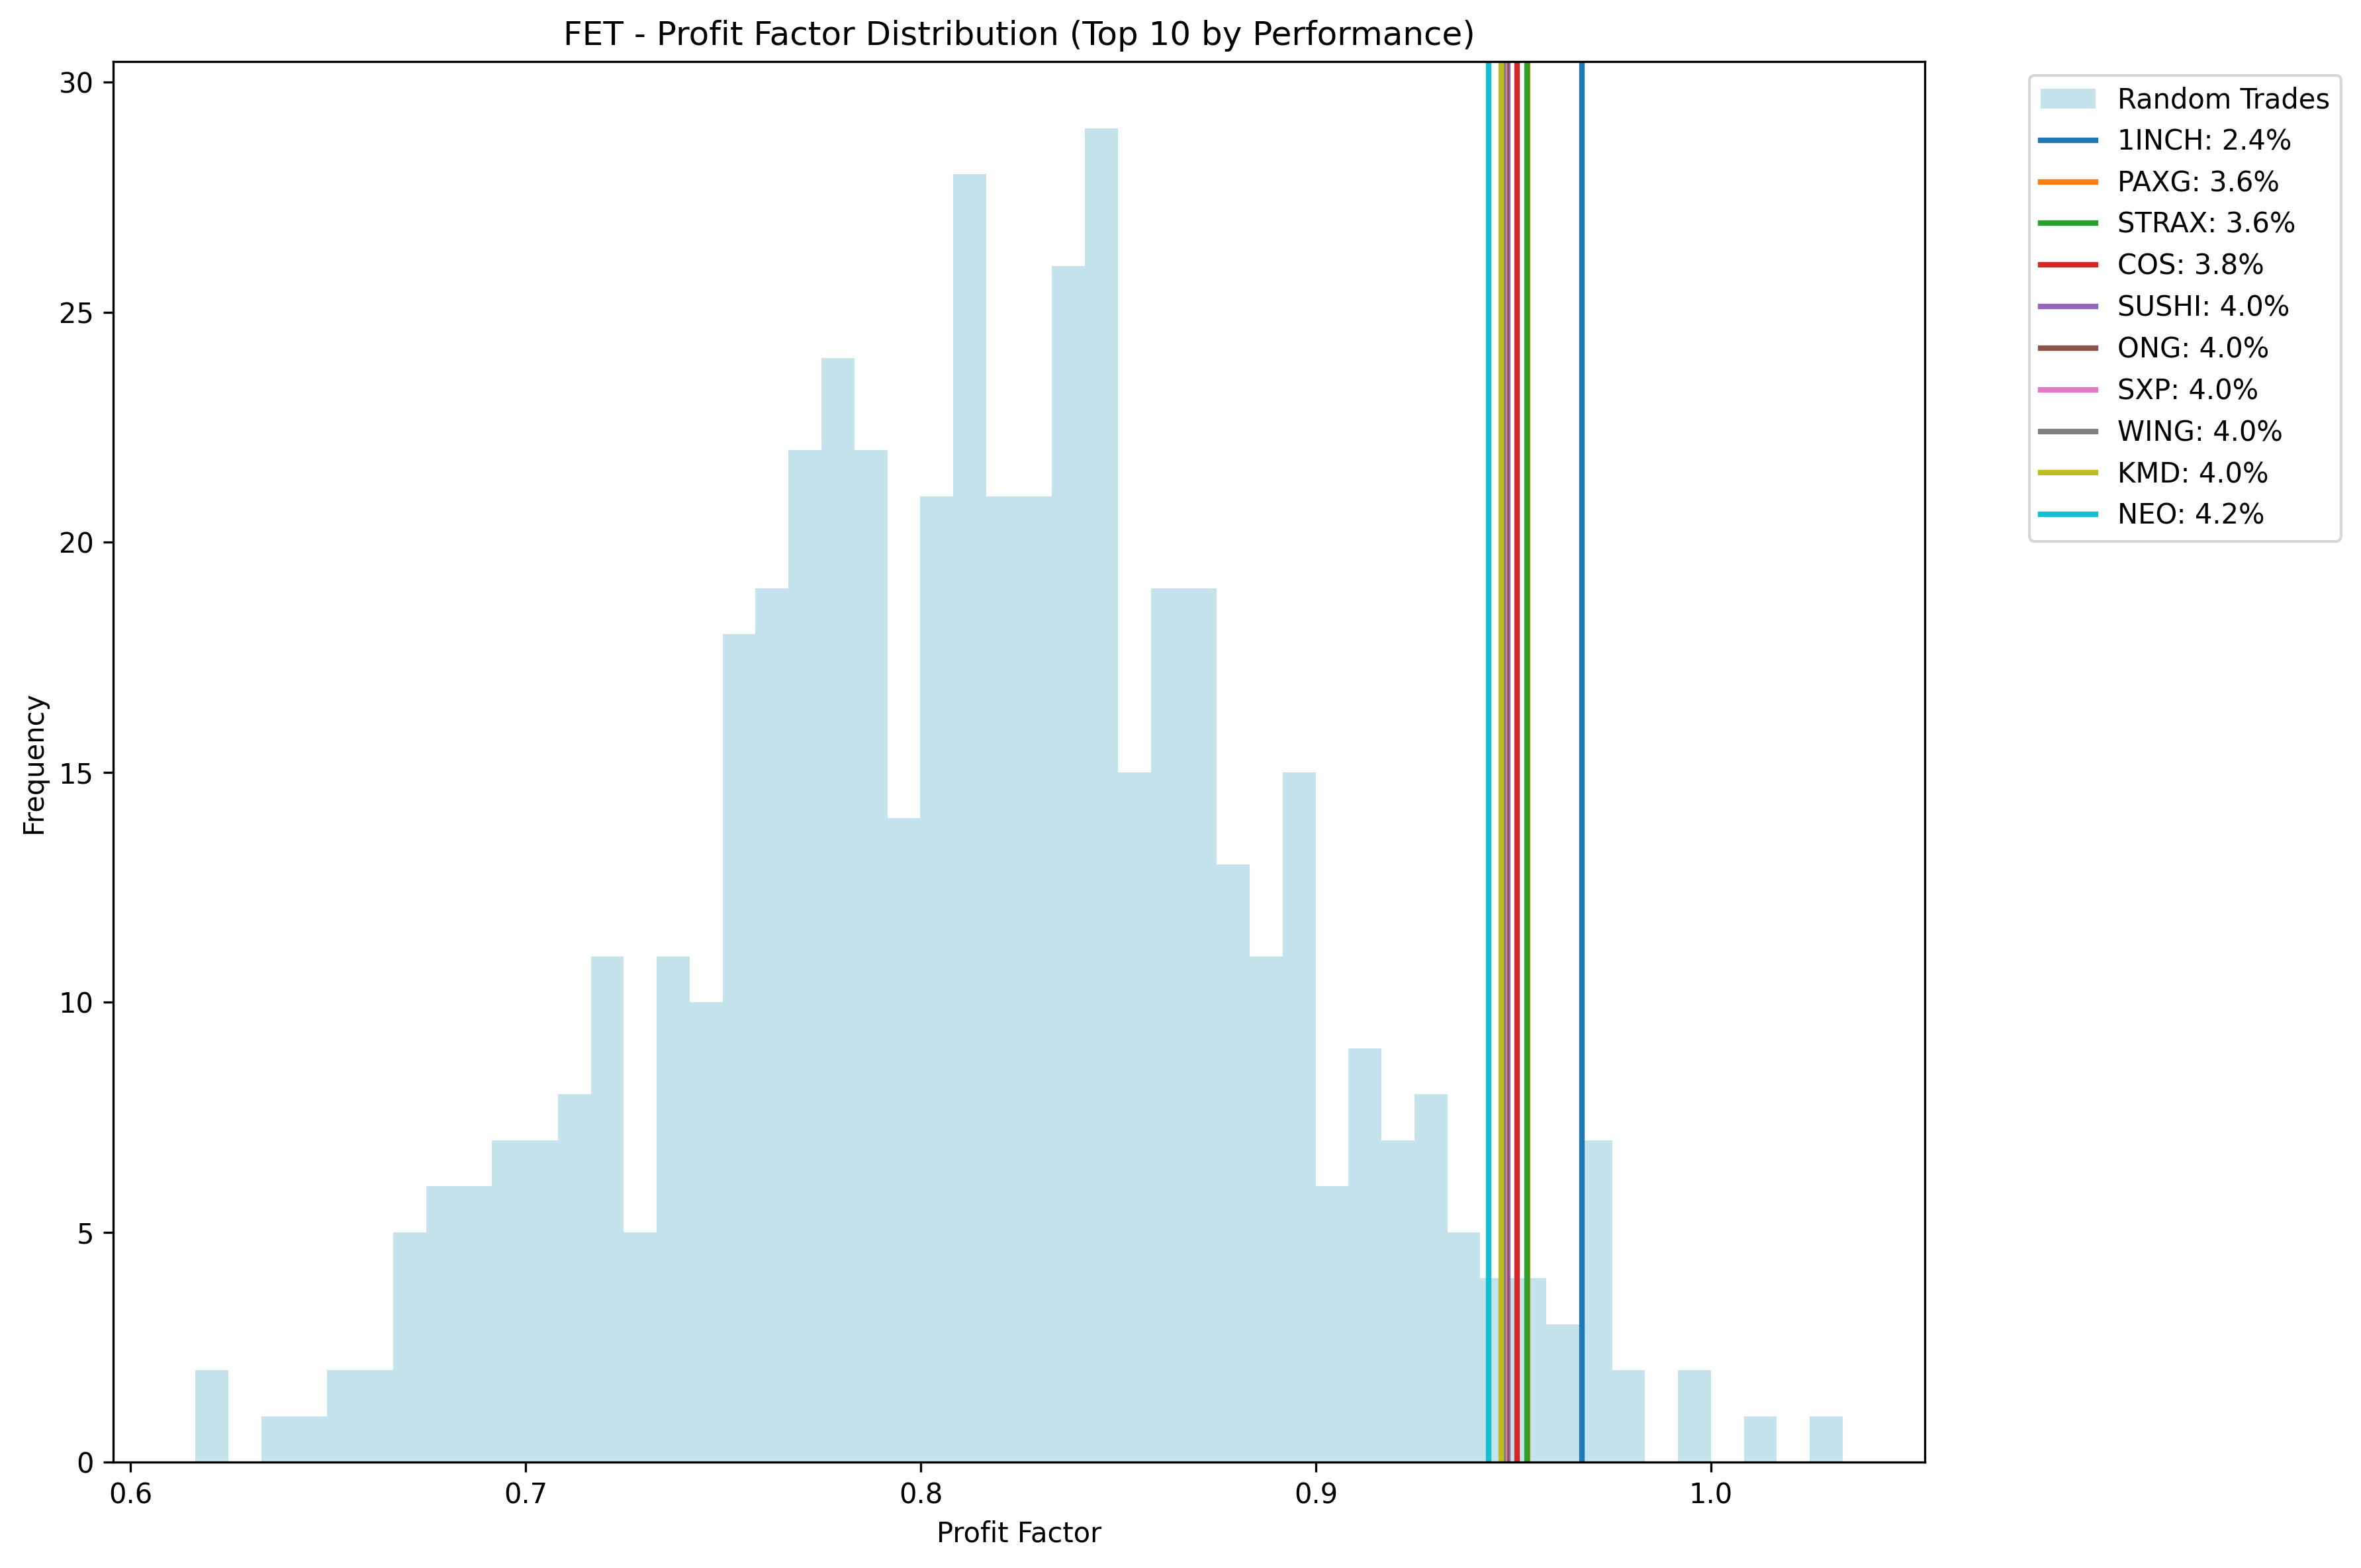 FET - Profit Factor Distribution (Top 10 by Performance)
30
25
20
15
10
5
0
Frequency
0.6
0.7
0.8
0.9
1.0
Profit Factor
Random Trades
1INCH: 2.4%
PAXG: 3.6%
STRAX: 3.6%
COS: 3.8%
SUSHI: 4.0%
ONG: 4.0%
SXP: 4.0%
WING: 4.0%
KMD: 4.0%
NEO: 4.2%